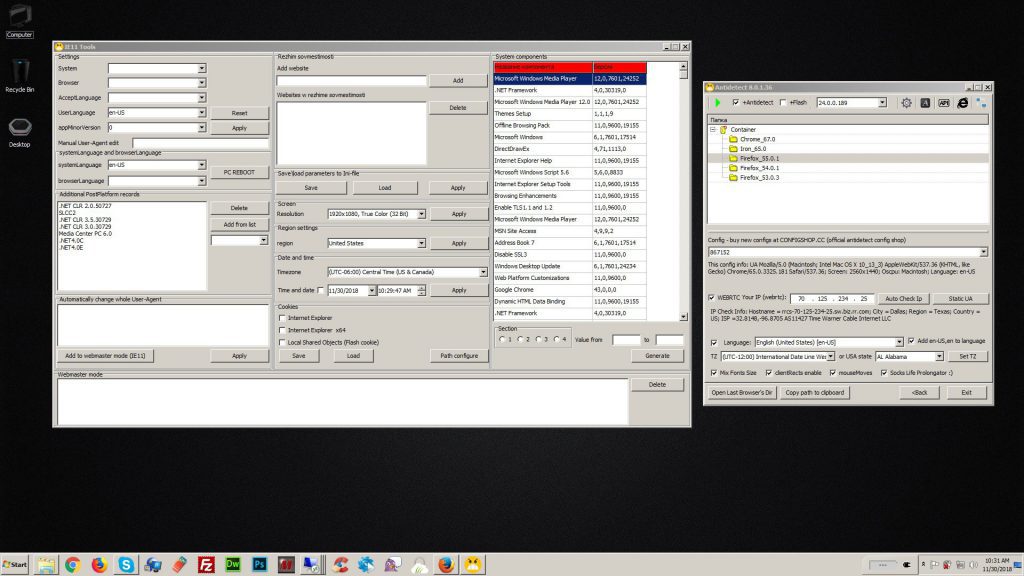 Computer
Recycle Bin
Desktop
IE11 Tools
Settings
System
Browser
AcceptLanguage
UserLanguage
en-US
Reset
appMinorVersion
0
Apply
Manual User-Agent edit
systemLanguage and browserLanguage
systemLanguage
en-US
PC REBOOT
browserLanguage
Additional PostPlatform records
.NET CLR 2.0.50727
SLCC2
.NET CLR 3.5.30729
.NET CLR 3.0.30729
Media Center PC 6.0
.NET4.0C
.NET4.0E
Delete
Add from list
Automatically change whole User-Agent
Add to webmaster mode (IE11)
Apply
Webmaster mode
Delete
Rezhim sovmestimosti
Add website
Add
Websites w rezhime sovmestimosti
Delete
Save\load parameters to Ini-file
Save
Load
Apply
Screen
Resolution
1920x1080, True Color (32 Bit)
Apply
Region settings
region
United States
Apply
Date and time
Timezone
(UTC-06:00) Central Time (US & Canada)
Time and date
11/30/2018
10:29:47 AM
Apply
Cookies
Internet Explorer
Internet Explorer x64
Local Shared Objects (Flash cookie)
Save
Load
Path configure
System components
Microsoft Windows Media Player 12,0,7601,24252
.NET Framework 4,0,30319,0
Microsoft Windows Media Player 12.0 12,0,7601,24252
Themes Setup 1,1,1,9
Offline Browsing Pack 11,0,9600,19155
Microsoft Windows 6,1,7601,17514
DirectDrawEx 4,71,1113,0
Internet Explorer Help 11,0,9600,19155
Microsoft Windows Script 5.6 5,6,0,8833
Internet Explorer Setup Tools 11,0,9600,19155
Browsing Enhancements 11,0,9600,19155
Enable TLS1.1 and 1.2 11,0,9600,0
Microsoft Windows Media Player 12,0,7601,24252
MSN Site Access 4,9,9,2
Address Book 7 6,1,7601,17514
Disable SSL3 11,0,9600,0
Windows Desktop Update 6,1,7601,24234
Web Platform Customizations 11,0,9600,0
Google Chrome 43,0,0,0
Dynamic HTML Data Binding 11,0,9600,19155
.NET Framework 4,0,30319,0
Section
1 2 3 4
Value from
to
Generate
Antidetect 8.0.1.36
+Antidetect
+Flash
24.0.0.189
A
API
Папка
Container
Chrome_67.0
Iron_65.0
Firefox_55.0.1
Firefox_54.0.1
Firefox_53.0.3
Config - buy new configs at CONFIGSHOP.CC (official antidetect config shop)
867152
This config info: UA Mozilla/5.0 (Macintosh; Intel Mac OS X 10_13_3) AppleWebKit/537.36 (KHTML, like
Gecko) Chrome/65.0.3325.181 Safari/537.36; Screen: 2560x1440; Oscpu: Macintosh; Language: en-US
WEBRTC Your IP (webrtc):
70 . 125 . 234 . 25
Auto Check Ip
Static UA
IP Check Info: Hostname = rrcs-70-125-234-25.sw.biz.rr.com; City = Dallas; Region = Texas; Country =
US; ISP =32.8148, -96.8705 AS11427 Time Warner Cable Internet LLC
Language:
English (United States) [en-US]
Add en-US,en to language
TZ
(UTC-12:00) International Date Line Wes
or USA state
AL Alabama
Set TZ
Mix Fonts Size
clientRects enable
mouseMoves
Socks Life Prolongator :)
Open Last Browser's Dir
Copy path to clipboard
<Back
Exit
Start
Fz
Dw
Ps
10:31 AM
11/30/2018